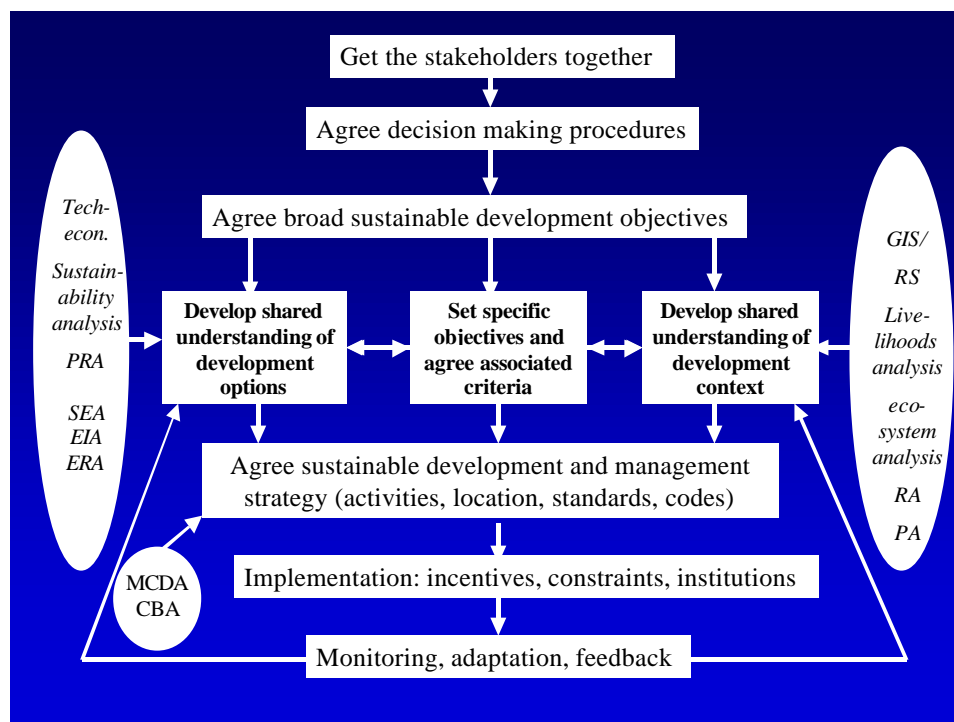 Get the stakeholders together
Agree decision making procedures
Agree broad sustainable development objectives
Tech-
econ.
Sustain-
ability
analysis
PRA
SEA
EIA
ERA
Develop shared
understanding of
development
options
Set specific
objectives and
agree associated
criteria
Develop shared
understanding of
development
context
GIS/
RS
Live-
lihoods
analysis
eco-
system
analysis
RA
PA
Agree sustainable development and management
strategy (activities, location, standards, codes)
MCDA
CBA
Implementation: incentives, constraints, institutions
Monitoring, adaptation, feedback